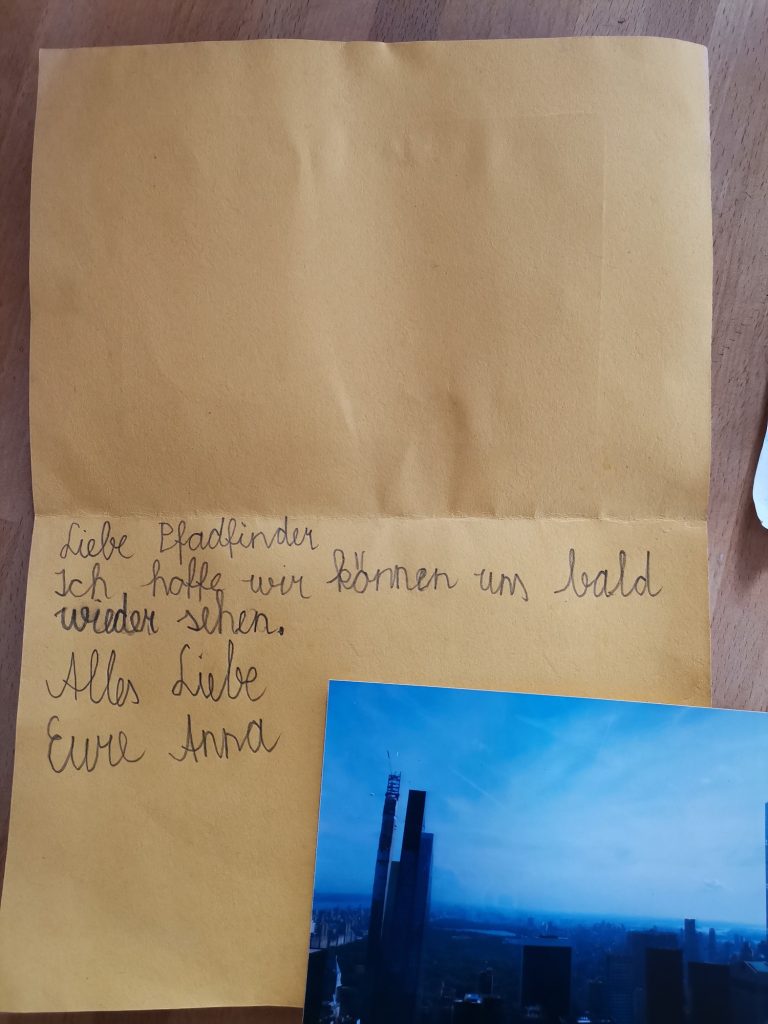 Liebe Pfadfinder
Ich hoffe wir können uns bald
wieder sehen.
Alles Liebe
Eure Anna